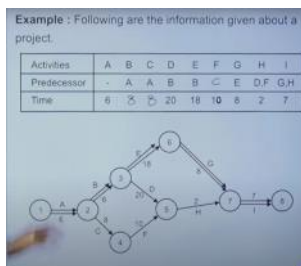 Example : Following are the information given about a
project.
Activities A B C D E F G H I
Predecessor - A A B B C E D,F G,H
Time 6 8 8 20 18 10 8 2 7
E
18
6
G
8
3
B
6
D
20
1
A
6
2
5
2
H
7
7
I
8
8
C
10
F
4